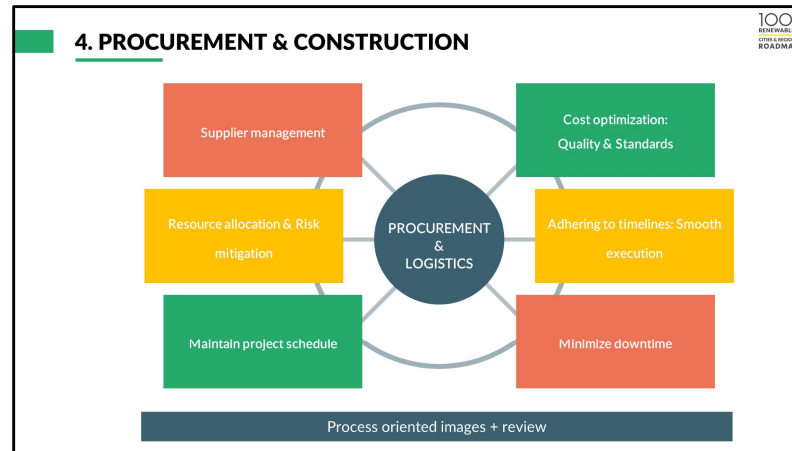 4. PROCUREMENT & CONSTRUCTION
100
RENEWABLE
CITIES & REGIO
ROADMA
Supplier management
Cost optimization:
Quality & Standards
Resource allocation & Risk
mitigation
PROCUREMENT
&
LOGISTICS
Adhering to timelines: Smooth
execution
Maintain project schedule
Minimize downtime
Process oriented images + review